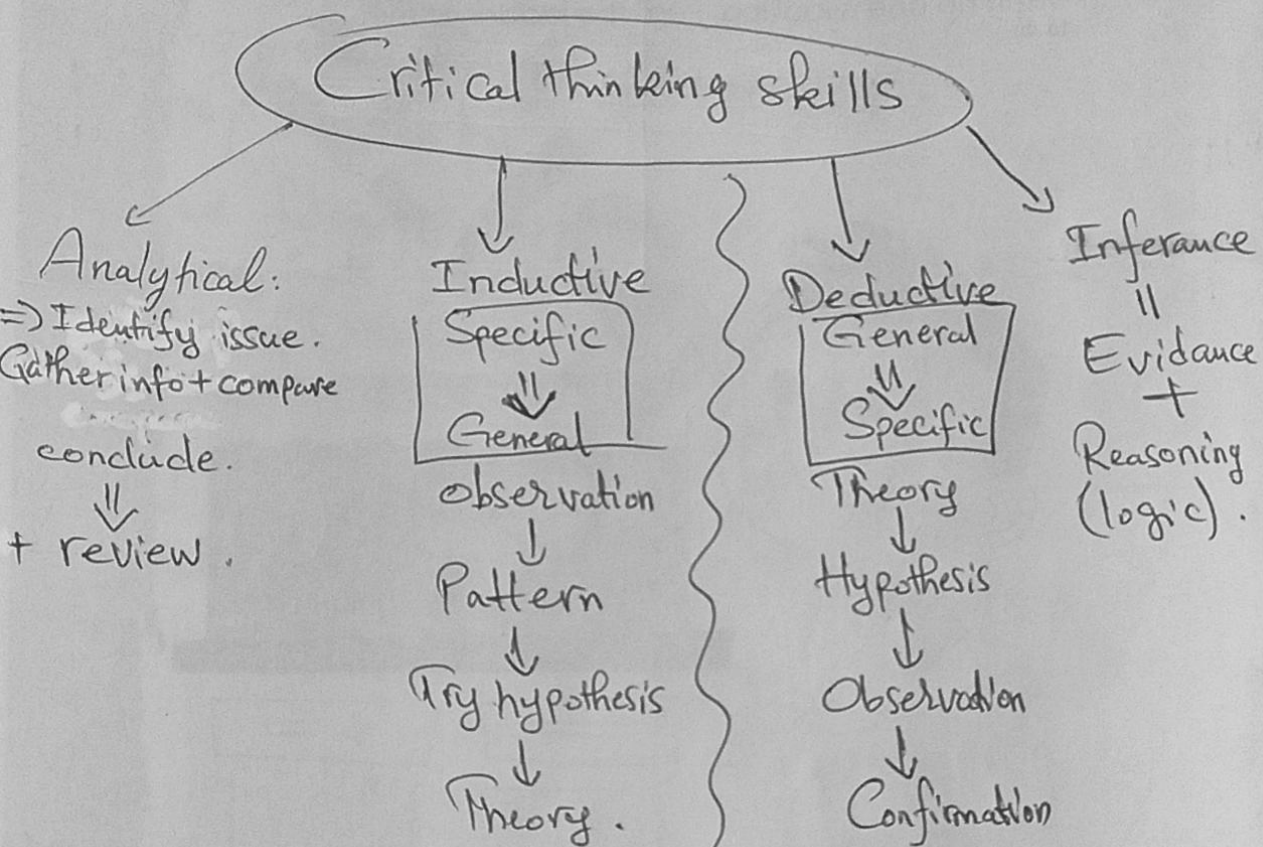 Critical thinking skills
Analytical:
=> Identify issue.
Gather info + compare
conclude.
⇓
+ review.
Inductive
Specific
⇓
General
Observation
↓
Pattern
↓
Try hypothesis
↓
Theory.
Deductive
General
⇓
Specific
Theory
↓
Hypothesis
↓
Observation
↓
Confirmation
Inferance
=
Evidance
+
Reasoning
(logic).